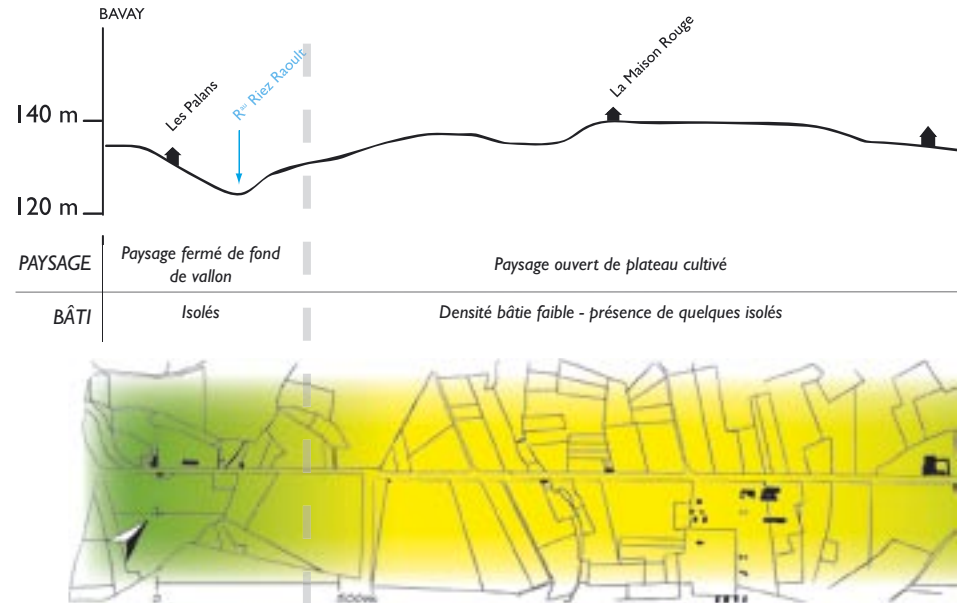 BAVAY
Les Palans
Rᵃᵘ Riez Raoult
La Maison Rouge
140 m
120 m
PAYSAGE
Paysage fermé de fond
de vallon
Paysage ouvert de plateau cultivé
BÂTI
Isolés
Densité bâtie faible - présence de quelques isolés
0